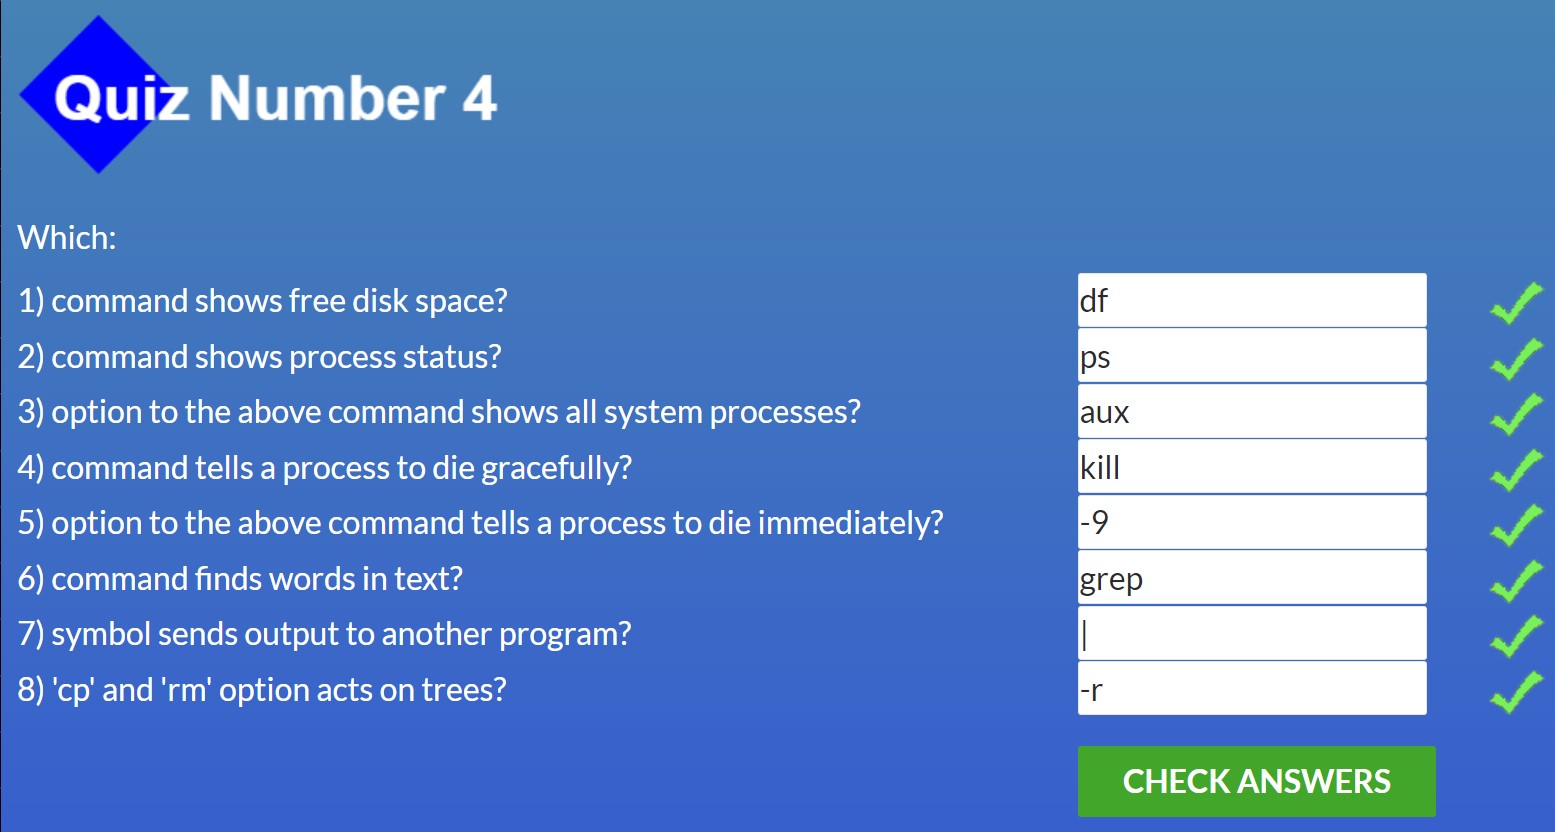 Quiz Number 4
Which:
1) command shows free disk space? df
2) command shows process status? ps
3) option to the above command shows all system processes? aux
4) command tells a process to die gracefully? kill
5) option to the above command tells a process to die immediately? -9
6) command finds words in text? grep
7) symbol sends output to another program? |
8) 'cp' and 'rm' option acts on trees? -r
CHECK ANSWERS